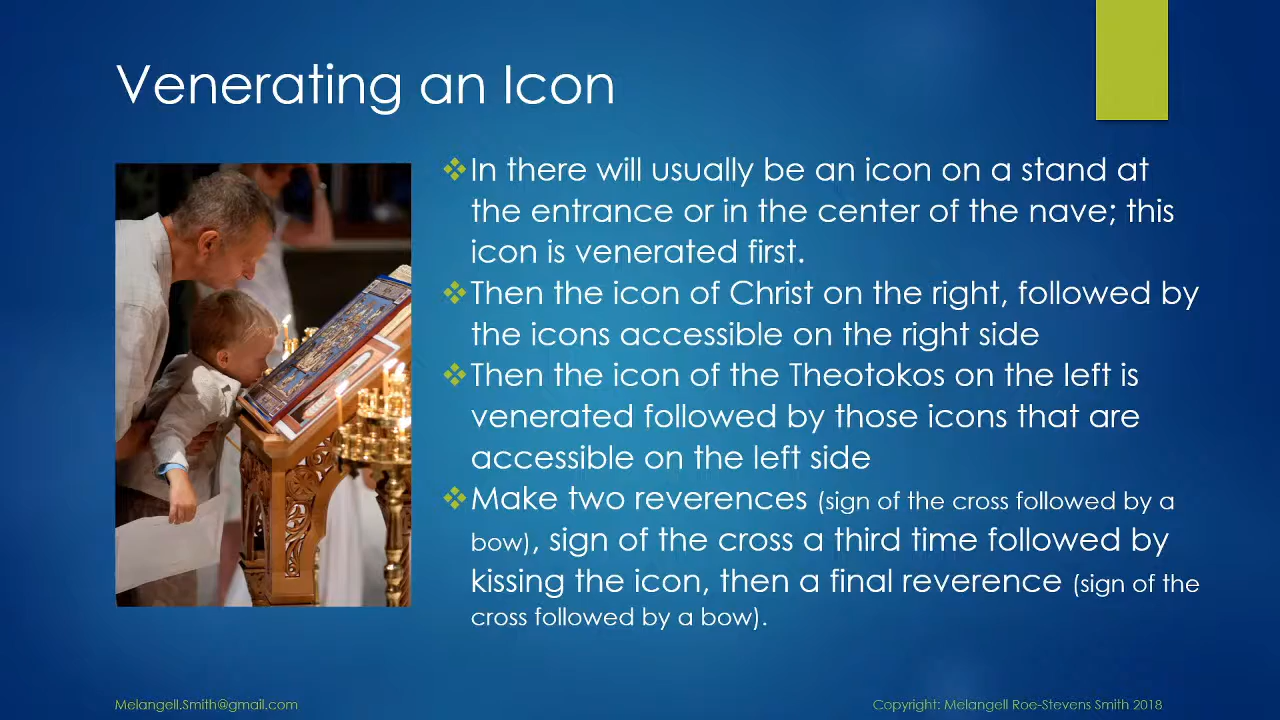 Venerating an Icon
In there will usually be an icon on a stand at
the entrance or in the center of the nave; this
icon is venerated first.
Then the icon of Christ on the right, followed by
the icons accessible on the right side
Then the icon of the Theotokos on the left is
venerated followed by those icons that are
accessible on the left side
Make two reverences (sign of the cross followed by a
bow), sign of the cross a third time followed by
kissing the icon, then a final reverence (sign of the
cross followed by a bow).
Melangell.Smith@gmail.com
Copyright: Melangell Roe-Stevens Smith 2018